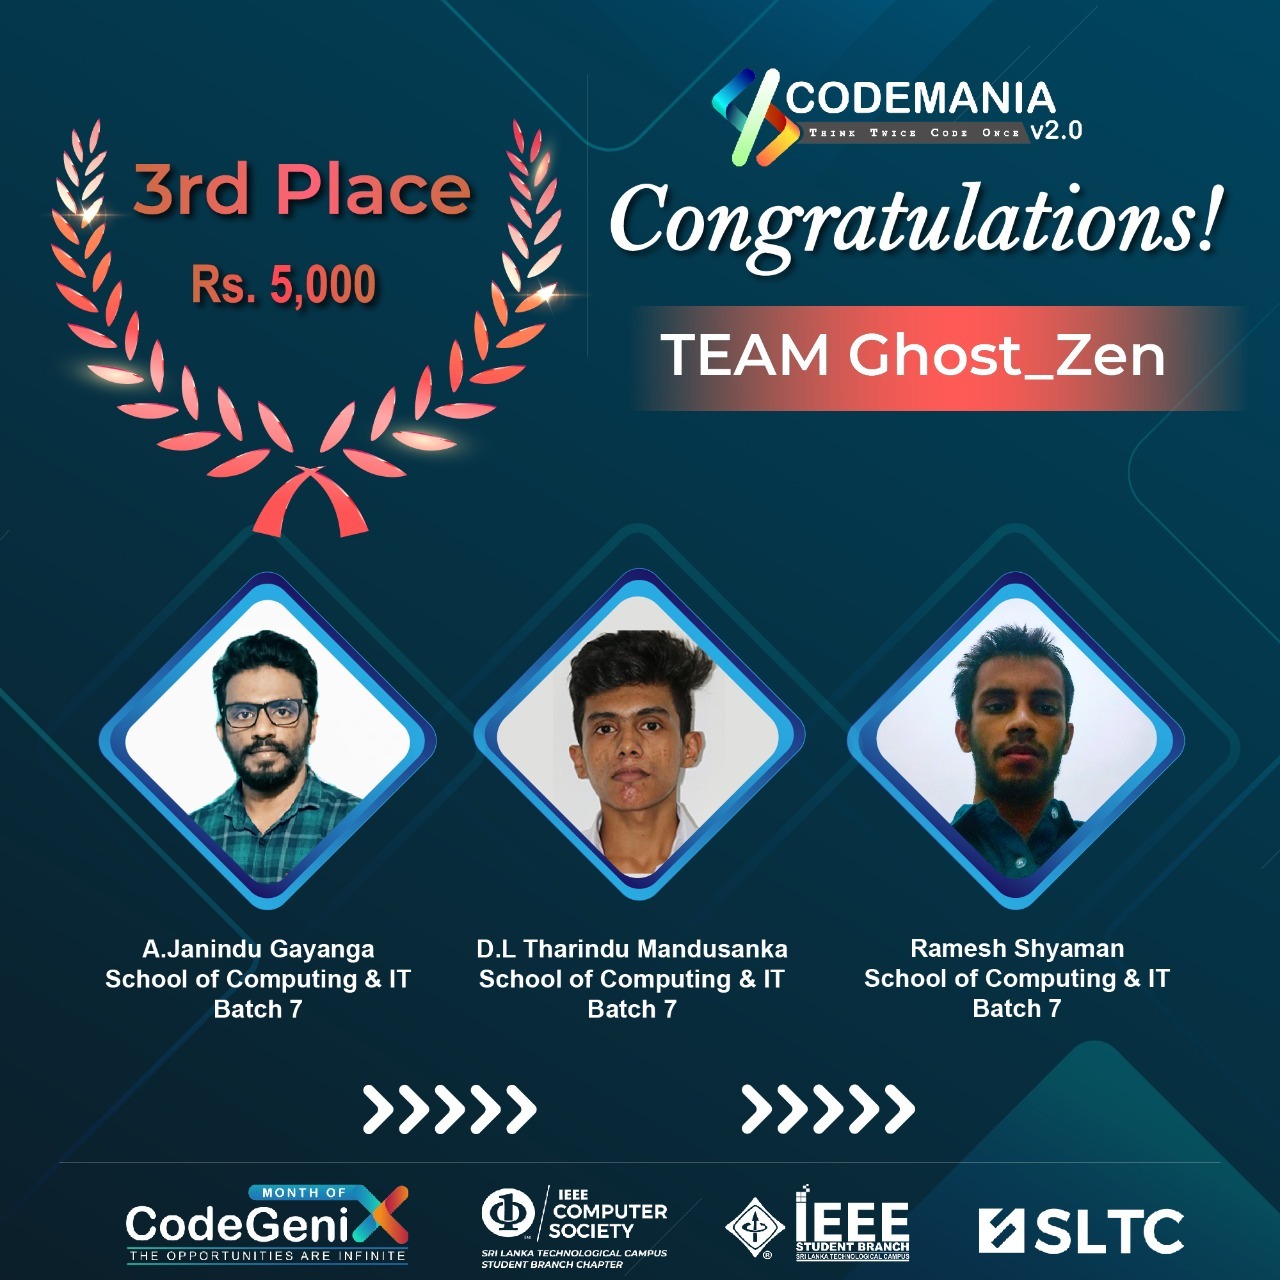 CODEMANIA
THINK TWICE CODE ONCE v2.0
3rd Place
Rs. 5,000
Congratulations!
TEAM Ghost_Zen
A.Janindu Gayanga
School of Computing & IT
Batch 7
D.L Tharindu Mandusanka
School of Computing & IT
Batch 7
Ramesh Shyaman
School of Computing & IT
Batch 7
MONTH OF
CodeGeniX
THE OPPORTUNITIES ARE INFINITE
IEEE
COMPUTER
SOCIETY
SRI LANKA TECHNOLOGICAL CAMPUS
STUDENT BRANCH CHAPTER
IEEE
STUDENT BRANCH
SRI LANKA TECHNOLOGICAL CAMPUS
SLTC